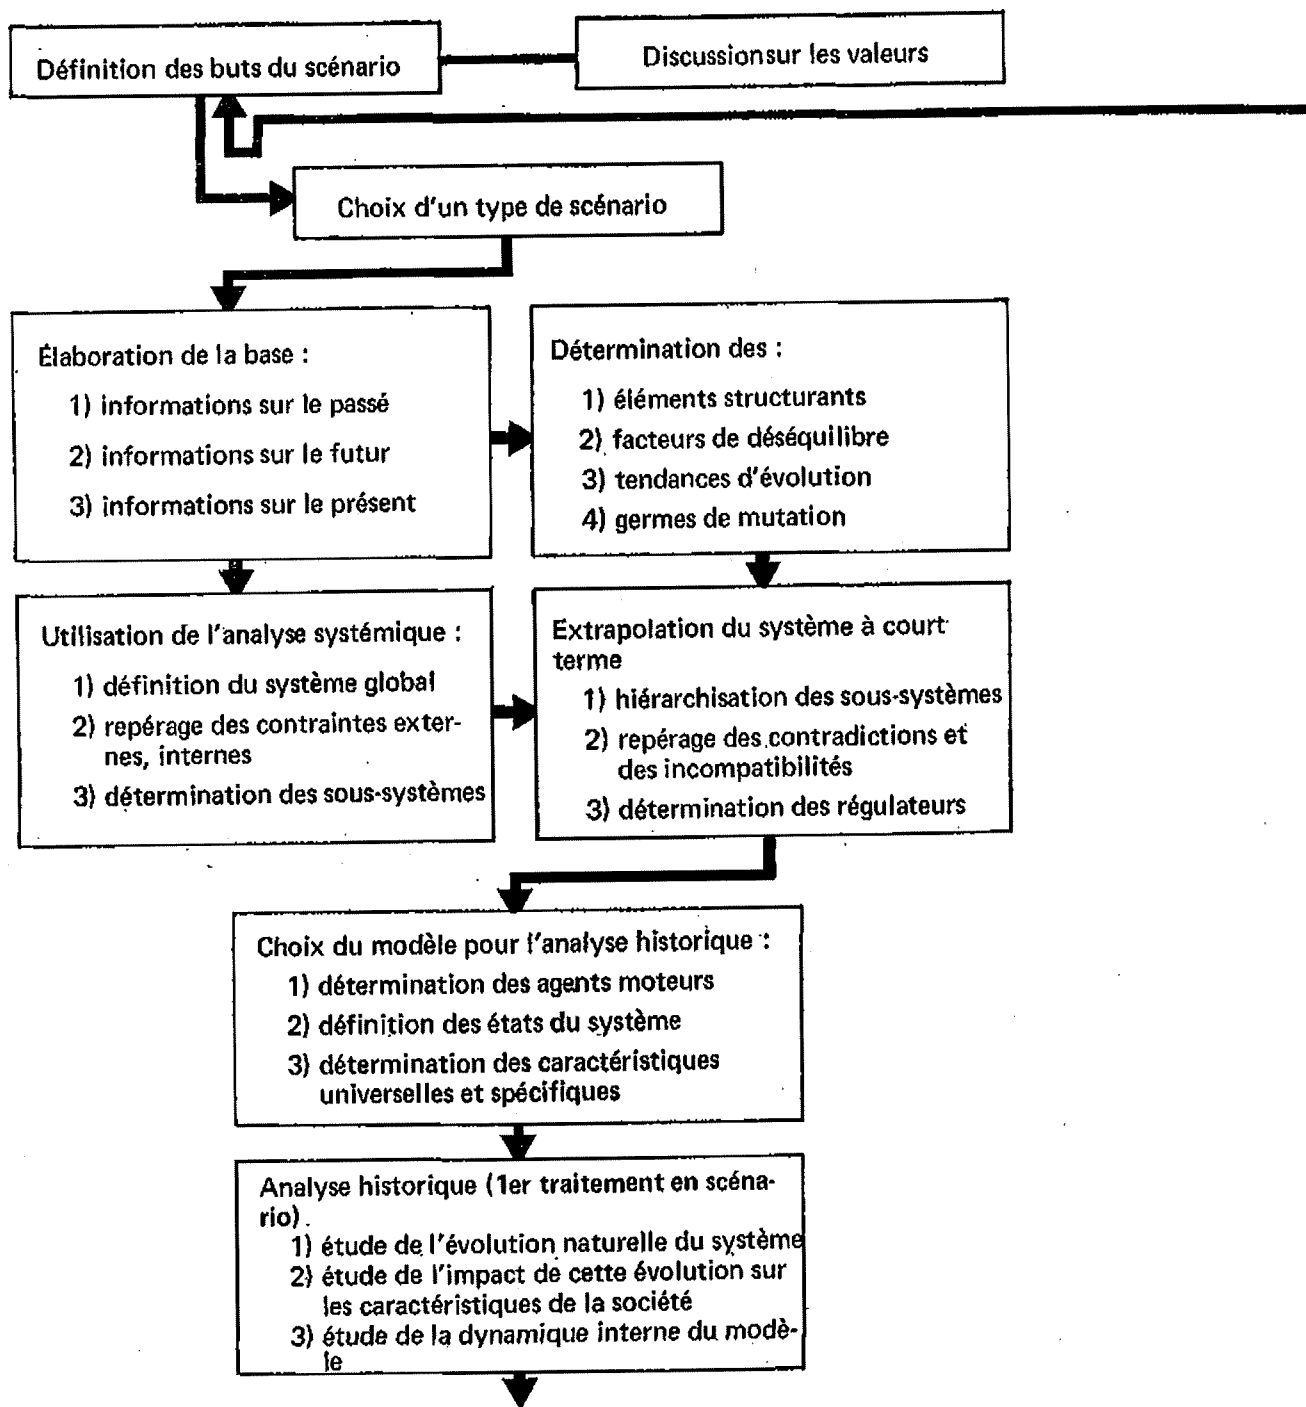 Définition des buts du scénario
Discussionsur les valeurs
Choix d'un type de scénario
Élaboration de la base :
1) informations sur le passé
2) informations sur le futur
3) informations sur le présent
Détermination des :
1) éléments structurants
2) facteurs de déséquilibre
3) tendances d'évolution
4) germes de mutation
Utilisation de l'analyse systémique :
1) définition du système global
2) repérage des contraintes exter-
nes, internes
3) détermination des sous-systèmes
Extrapolation du système à court
terme
1) hiérarchisation des sous-systèmes
2) repérage des contradictions et
des incompatibilités
3) détermination des régulateurs
Choix du modèle pour l'analyse historique :
1) détermination des agents moteurs
2) définition des états du système
3) détermination des caractéristiques
universelles et spécifiques
Analyse historique (1er traitement en scéna-
rio).
1) étude de l'évolution naturelle du système
2) étude de l'impact de cette évolution sur
les caractéristiques de la société
3) étude de la dynamique interne du modè-
le